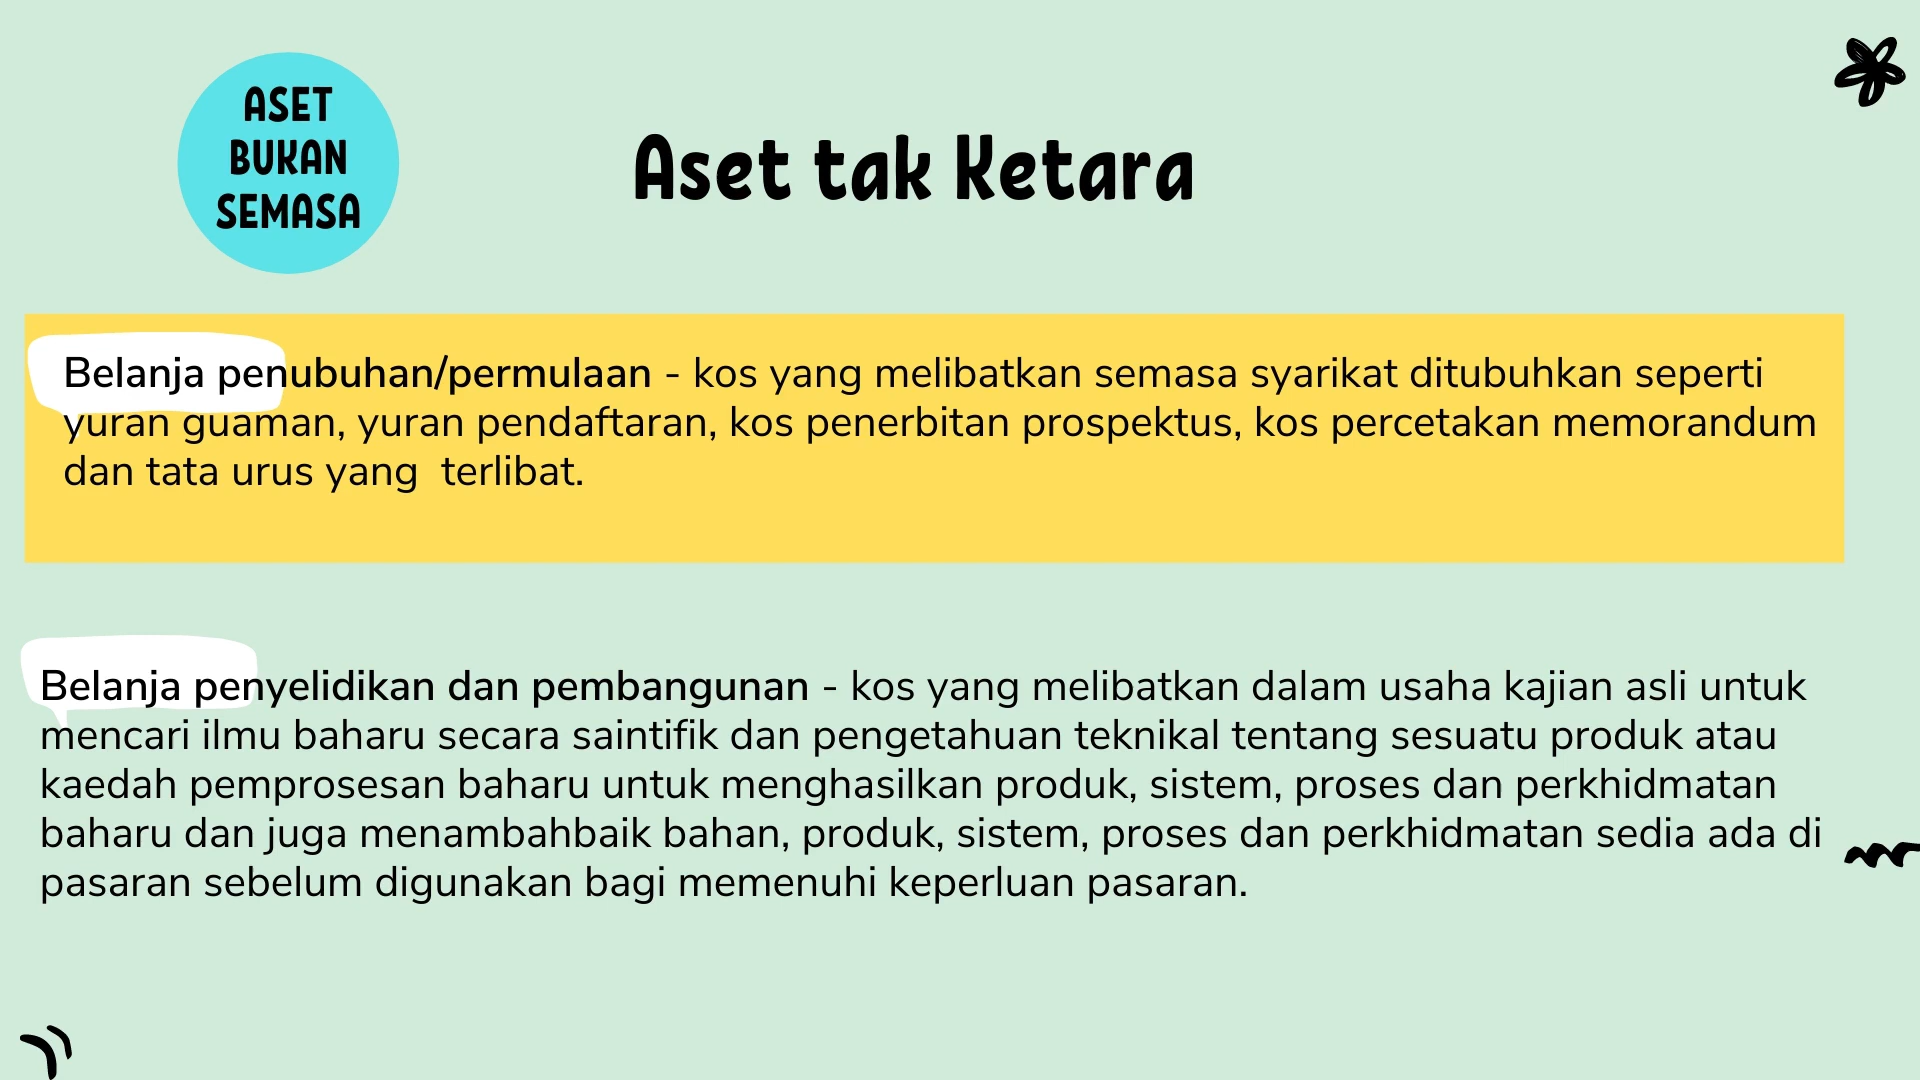 ASET
BUKAN
SEMASA
Aset tak Ketara
Belanja penubuhan/permulaan - kos yang melibatkan semasa syarikat ditubuhkan seperti
yuran guaman, yuran pendaftaran, kos penerbitan prospektus, kos percetakan memorandum
dan tata urus yang  terlibat.
Belanja penyelidikan dan pembangunan - kos yang melibatkan dalam usaha kajian asli untuk
mencari ilmu baharu secara saintifik dan pengetahuan teknikal tentang sesuatu produk atau
kaedah pemprosesan baharu untuk menghasilkan produk, sistem, proses dan perkhidmatan
baharu dan juga menambahbaik bahan, produk, sistem, proses dan perkhidmatan sedia ada di
pasaran sebelum digunakan bagi memenuhi keperluan pasaran.